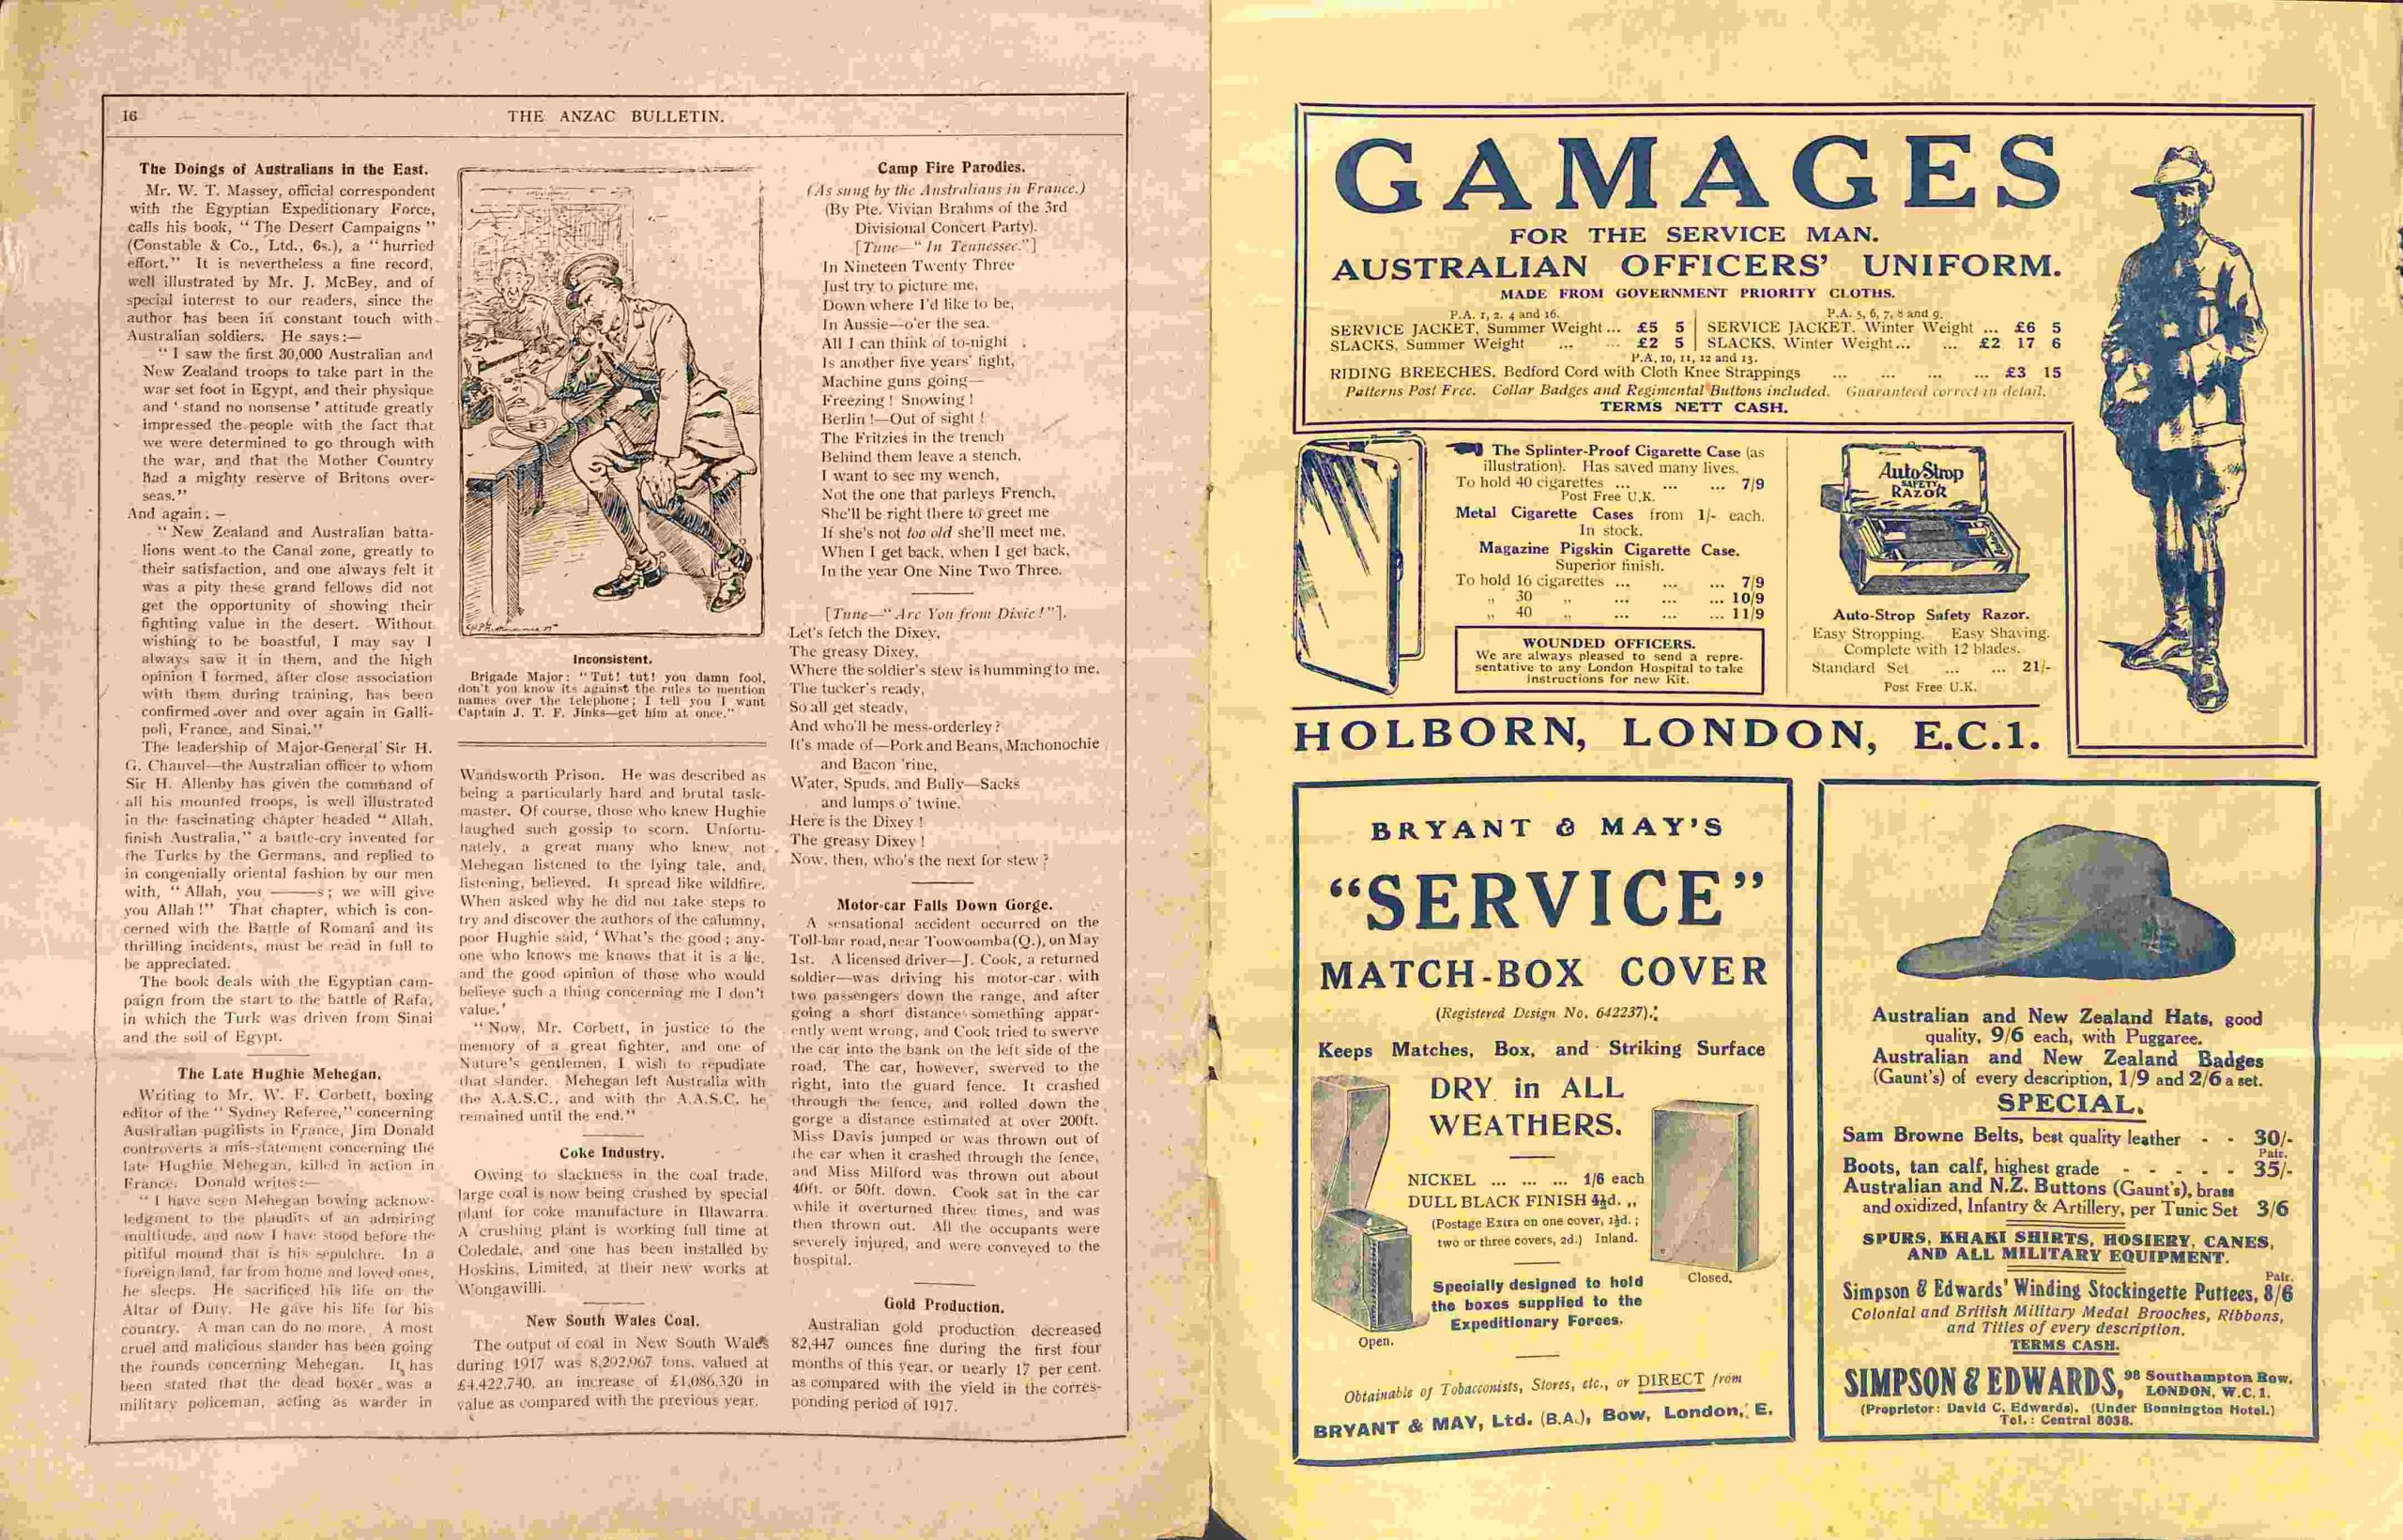 16
THE ANZAC BULLETIN.
The Doings of Australians in the East.
Mr. W. T. Massey, official correspondent
with the Egyptian Expeditionary Force,
calls his book, “ The Desert Campaigns ”
(Constable & Co., Ltd., 6s.), a “ hurried
effort.” It is nevertheless a fine record,
well illustrated by Mr. J. McBey, and of
special interest to our readers, since the
author has been in constant touch with
Australian soldiers. He says:—
“ I saw the first 30,000 Australian and
New Zealand troops to take part in the
war set foot in Egypt, and their physique
and ‘ stand no nonsense ’ attitude greatly
impressed the people with the fact that
we were determined to go through with
the war, and that the Mother Country
had a mighty reserve of Britons over-
seas.”
And again: —
“ New Zealand and Australian batta-
lions went to the Canal zone, greatly to
their satisfaction, and one always felt it
was a pity these grand fellows did not
get the opportunity of showing their
fighting value in the desert. Without
wishing to be boastful, I may say I
always saw it in them, and the high
opinion I formed, after close association
with them during training, has been
confirmed over and over again in Galli-
poli, France, and Sinai.”
The leadership of Major-General Sir H.
G. Chauvel—the Australian officer to whom
Sir H. Allenby has given the command of
all his mounted troops, is well illustrated
in the fascinating chapter headed “ Allah,
finish Australia,” a battle-cry invented for
the Turks by the Germans, and replied to
in congenially oriental fashion by our men
with, “ Allah, you ———s; we will give
you Allah !” That chapter, which is con-
cerned with the Battle of Romani and its
thrilling incidents, must be read in full to
be appreciated.
The book deals with the Egyptian cam-
paign from the start to the battle of Rafa,
in which the Turk was driven from Sinai
and the soil of Egypt.
The Late Hughie Mehegan.
Writing to Mr. W. F. Corbett, boxing
editor of the “ Sydney Referee,” concerning
Australian pugilists in France, Jim Donald
controverts a mis-statement concerning the
late Hughie Mehegan, killed in action in
France. Donald writes:—
“ I have seen Mehegan bowing acknow-
ledgment to the plaudits of an admiring
multitude, and now I have stood before the
pitiful mound that is his sepulchre. In a
foreign land, far from home and loved ones,
he sleeps. He sacrificed his life on the
Altar of Duty. He gave his life for his
country. A man can do no more. A most
cruel and malicious slander has been going
the rounds concerning Mehegan. It has
been stated that the dead boxer was a
military policeman, acting as warder in
Inconsistent.
Brigade Major: “Tut! tut! you damn fool,
don't you know its against the rules to mention
names over the telephone; I tell you I want
Captain J. T. F. Jinks—get him at once.”
Wandsworth Prison. He was described as
being a particularly hard and brutal task-
master. Of course, those who knew Hughie
laughed such gossip to scorn. Unfortu-
nately, a great many who knew not
Mehegan listened to the lying tale, and,
listening, believed. It spread like wildfire.
When asked why he did not take steps to
try and discover the authors of the calumny,
poor Hughie said, ‘ What's the good ; any-
one who knows me knows that it is a lie,
and the good opinion of those who would
believe such a thing concerning me I don't
value.’
“ Now, Mr. Corbett, in justice to the
memory of a great fighter, and one of
Nature's gentlemen, I wish to repudiate
that slander. Mehegan left Australia with
the A.A.S.C., and with the A.A.S.C. he
remained until the end.”
Coke Industry.
Owing to slackness in the coal trade,
large coal is now being crushed by special
plant for coke manufacture in Illawarra.
A crushing plant is working full time at
Coledale, and one has been installed by
Hoskins, Limited, at their new works at
Wongawilli.
New South Wales Coal.
The output of coal in New South Wales
during 1917 was 8,292,967 tons, valued at
£4,422,740, an increase of £1,086,320 in
value as compared with the previous year.
Camp Fire Parodies.
(As sung by the Australians in France.)
(By Pte. Vivian Brahms of the 3rd
Divisional Concert Party).
[Tune—“ In Tennessee.”]
In Nineteen Twenty Three
Just try to picture me,
Down where I'd like to be,
In Aussie—o'er the sea.
All I can think of to-night
Is another five years' fight,
Machine guns going—
Freezing ! Snowing !
Berlin !—Out of sight !
The Fritzies in the trench
Behind them leave a stench,
I want to see my wench,
Not the one that parleys French,
She'll be right there to greet me
If she's not too old she'll meet me,
When I get back, when I get back,
In the year One Nine Two Three.
[Tune—“ Are You from Dixie!”].
Let's fetch the Dixey,
The greasy Dixey,
Where the soldier's stew is humming to me,
The tucker's ready,
So all get steady,
And who'll be mess-orderley?
It's made of—Pork and Beans, Machonochie
and Bacon 'rine,
Water, Spuds, and Bully—Sacks
and lumps o' twine.
Here is the Dixey !
The greasy Dixey !
Now, then, who's the next for stew ?
Motor-car Falls Down Gorge.
A sensational accident occurred on the
Toll-bar road, near Toowoomba (Q.), on May
1st. A licensed driver—J. Cook, a returned
soldier—was driving his motor-car with
two passengers down the range, and after
going a short distance something appar-
ently went wrong, and Cook tried to swerve
the car into the bank on the left side of the
road. The car, however, swerved to the
right, into the guard fence. It crashed
through the fence, and rolled down the
gorge a distance estimated at over 200ft.
Miss Davis jumped or was thrown out of
the car when it crashed through the fence,
and Miss Milford was thrown out about
40ft. or 50ft. down. Cook sat in the car
while it overturned three times, and was
then thrown out. All the occupants were
severely injured, and were conveyed to the
hospital.
Gold Production.
Australian gold production decreased
82,447 ounces fine during the first four
months of this year, or nearly 17 per cent.
as compared with the yield in the corres-
ponding period of 1917.
GAMAGES
FOR THE SERVICE MAN.
AUSTRALIAN OFFICERS’ UNIFORM.
MADE FROM GOVERNMENT PRIORITY CLOTHS.
P.A. 1, 2, 4 and 16.
SERVICE JACKET, Summer Weight ... £5 5
SLACKS, Summer Weight ... ... £2 5
P.A. 5, 6, 7, 8 and 9.
SERVICE JACKET, Winter Weight ... £6 5
SLACKS, Winter Weight... ... £2 17 6
P.A. 10, 11, 12 and 13.
RIDING BREECHES, Bedford Cord with Cloth Knee Strappings ... ... ... ... £3 15
Patterns Post Free. Collar Badges and Regimental Buttons included. Guaranteed correct in detail.
TERMS NETT CASH.
The Splinter-Proof Cigarette Case (as
illustration). Has saved many lives.
To hold 40 cigarettes ... ... ... 7/9
Post Free U.K.
Metal Cigarette Cases from 1/- each.
In stock.
Magazine Pigskin Cigarette Case.
Superior finish.
To hold 16 cigarettes ... ... ... 7/9
„ 30 „ ... ... ... 10/9
„ 40 „ ... ... ... 11/9
WOUNDED OFFICERS.
We are always pleased to send a repre-
sentative to any London Hospital to take
instructions for new Kit.
Auto-Strop
SAFETY
RAZOR
Auto-Strop Safety Razor.
Easy Stropping. Easy Shaving.
Complete with 12 blades.
Standard Set ... ... 21/-
Post Free U.K.
HOLBORN, LONDON, E.C.1.
BRYANT & MAY'S
“SERVICE”
MATCH-BOX COVER
(Registered Design No. 642237).
Keeps Matches, Box, and Striking Surface
DRY in ALL
WEATHERS.
NICKEL ... ... ... 1/6 each
DULL BLACK FINISH 4½d. „
(Postage Extra on one cover, 1½d. ;
two or three covers, 2d.) Inland.
Closed.
Specially designed to hold
the boxes supplied to the
Expeditionary Forces.
Open.
Obtainable of Tobacconists, Stores, etc., or DIRECT from
BRYANT & MAY, Ltd. (B.A.), Bow, London, E.
Australian and New Zealand Hats, good
quality, 9/6 each, with Puggaree.
Australian and New Zealand Badges
(Gaunt's) of every description, 1/9 and 2/6 a set.
SPECIAL.
Sam Browne Belts, best quality leather - - 30/-
Pair.
Boots, tan calf, highest grade - - - - - 35/-
Australian and N.Z. Buttons (Gaunt's), brass
and oxidized, Infantry & Artillery, per Tunic Set 3/6
SPURS, KHAKI SHIRTS, HOSIERY, CANES,
AND ALL MILITARY EQUIPMENT.
Pair.
Simpson & Edwards’ Winding Stockingette Puttees, 8/6
Colonial and British Military Medal Brooches, Ribbons,
and Titles of every description.
TERMS CASH.
SIMPSON & EDWARDS, 98 Southampton Row,
LONDON, W.C.1.
(Proprietor: David C. Edwards). (Under Bonnington Hotel.)
Tel.: Central 8038.